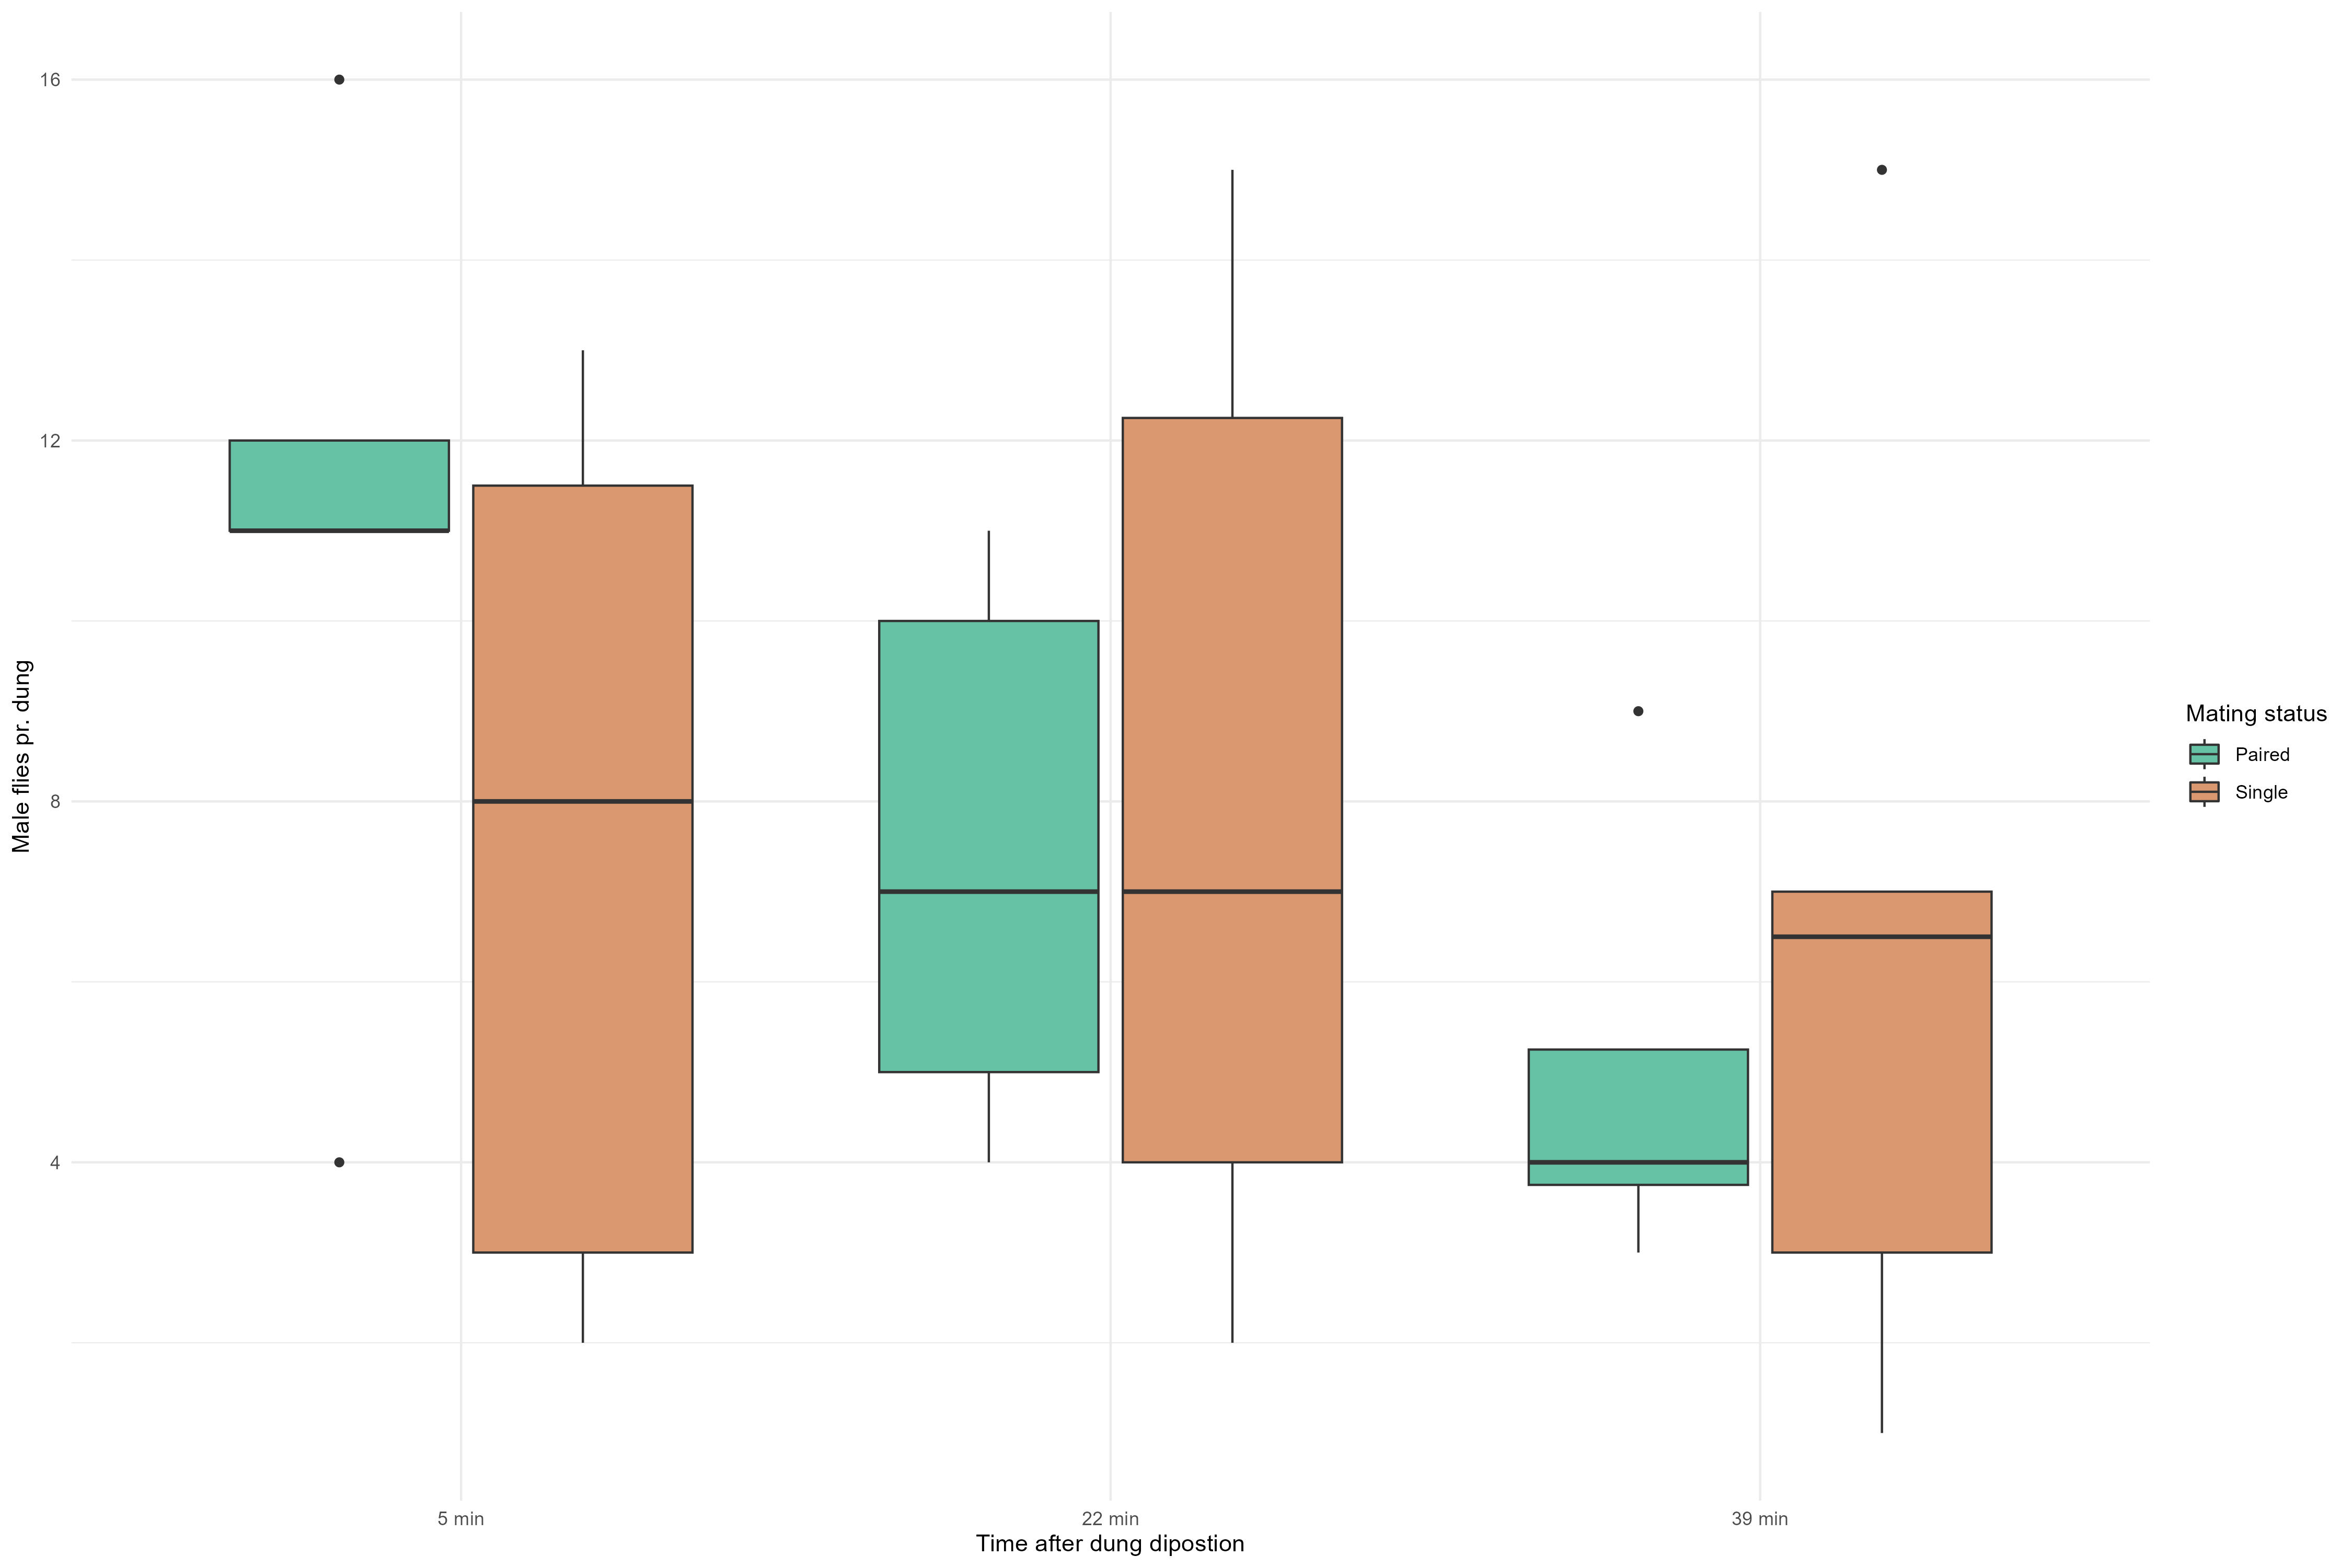 16
12
8
4
Male flies pr. dung
5 min
22 min
39 min
Time after dung dipostion
Mating status
Paired
Single